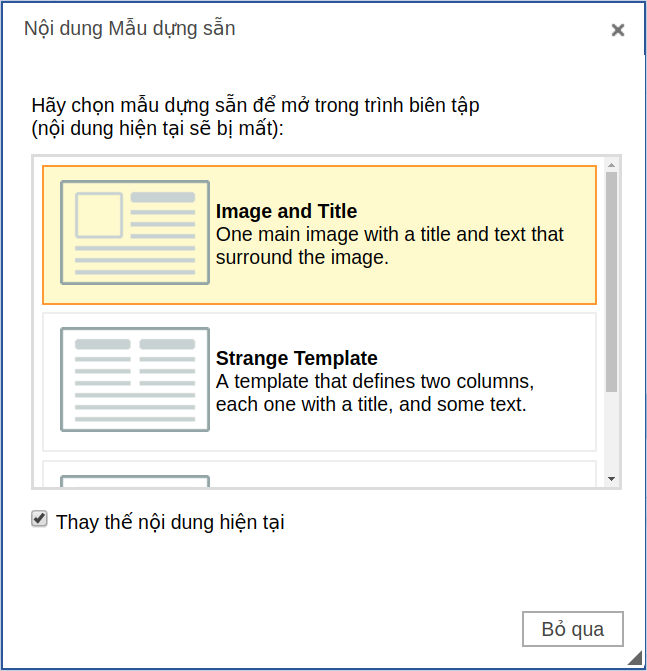 Nội dung Mẫu dựng sẵn
Hãy chọn mẫu dựng sẵn để mở trong trình biên tập
(nội dung hiện tại sẽ bị mất):
Image and Title
One main image with a title and text that
surround the image.
Strange Template
A template that defines two columns,
each one with a title, and some text.
Thay thế nội dung hiện tại
Bỏ qua